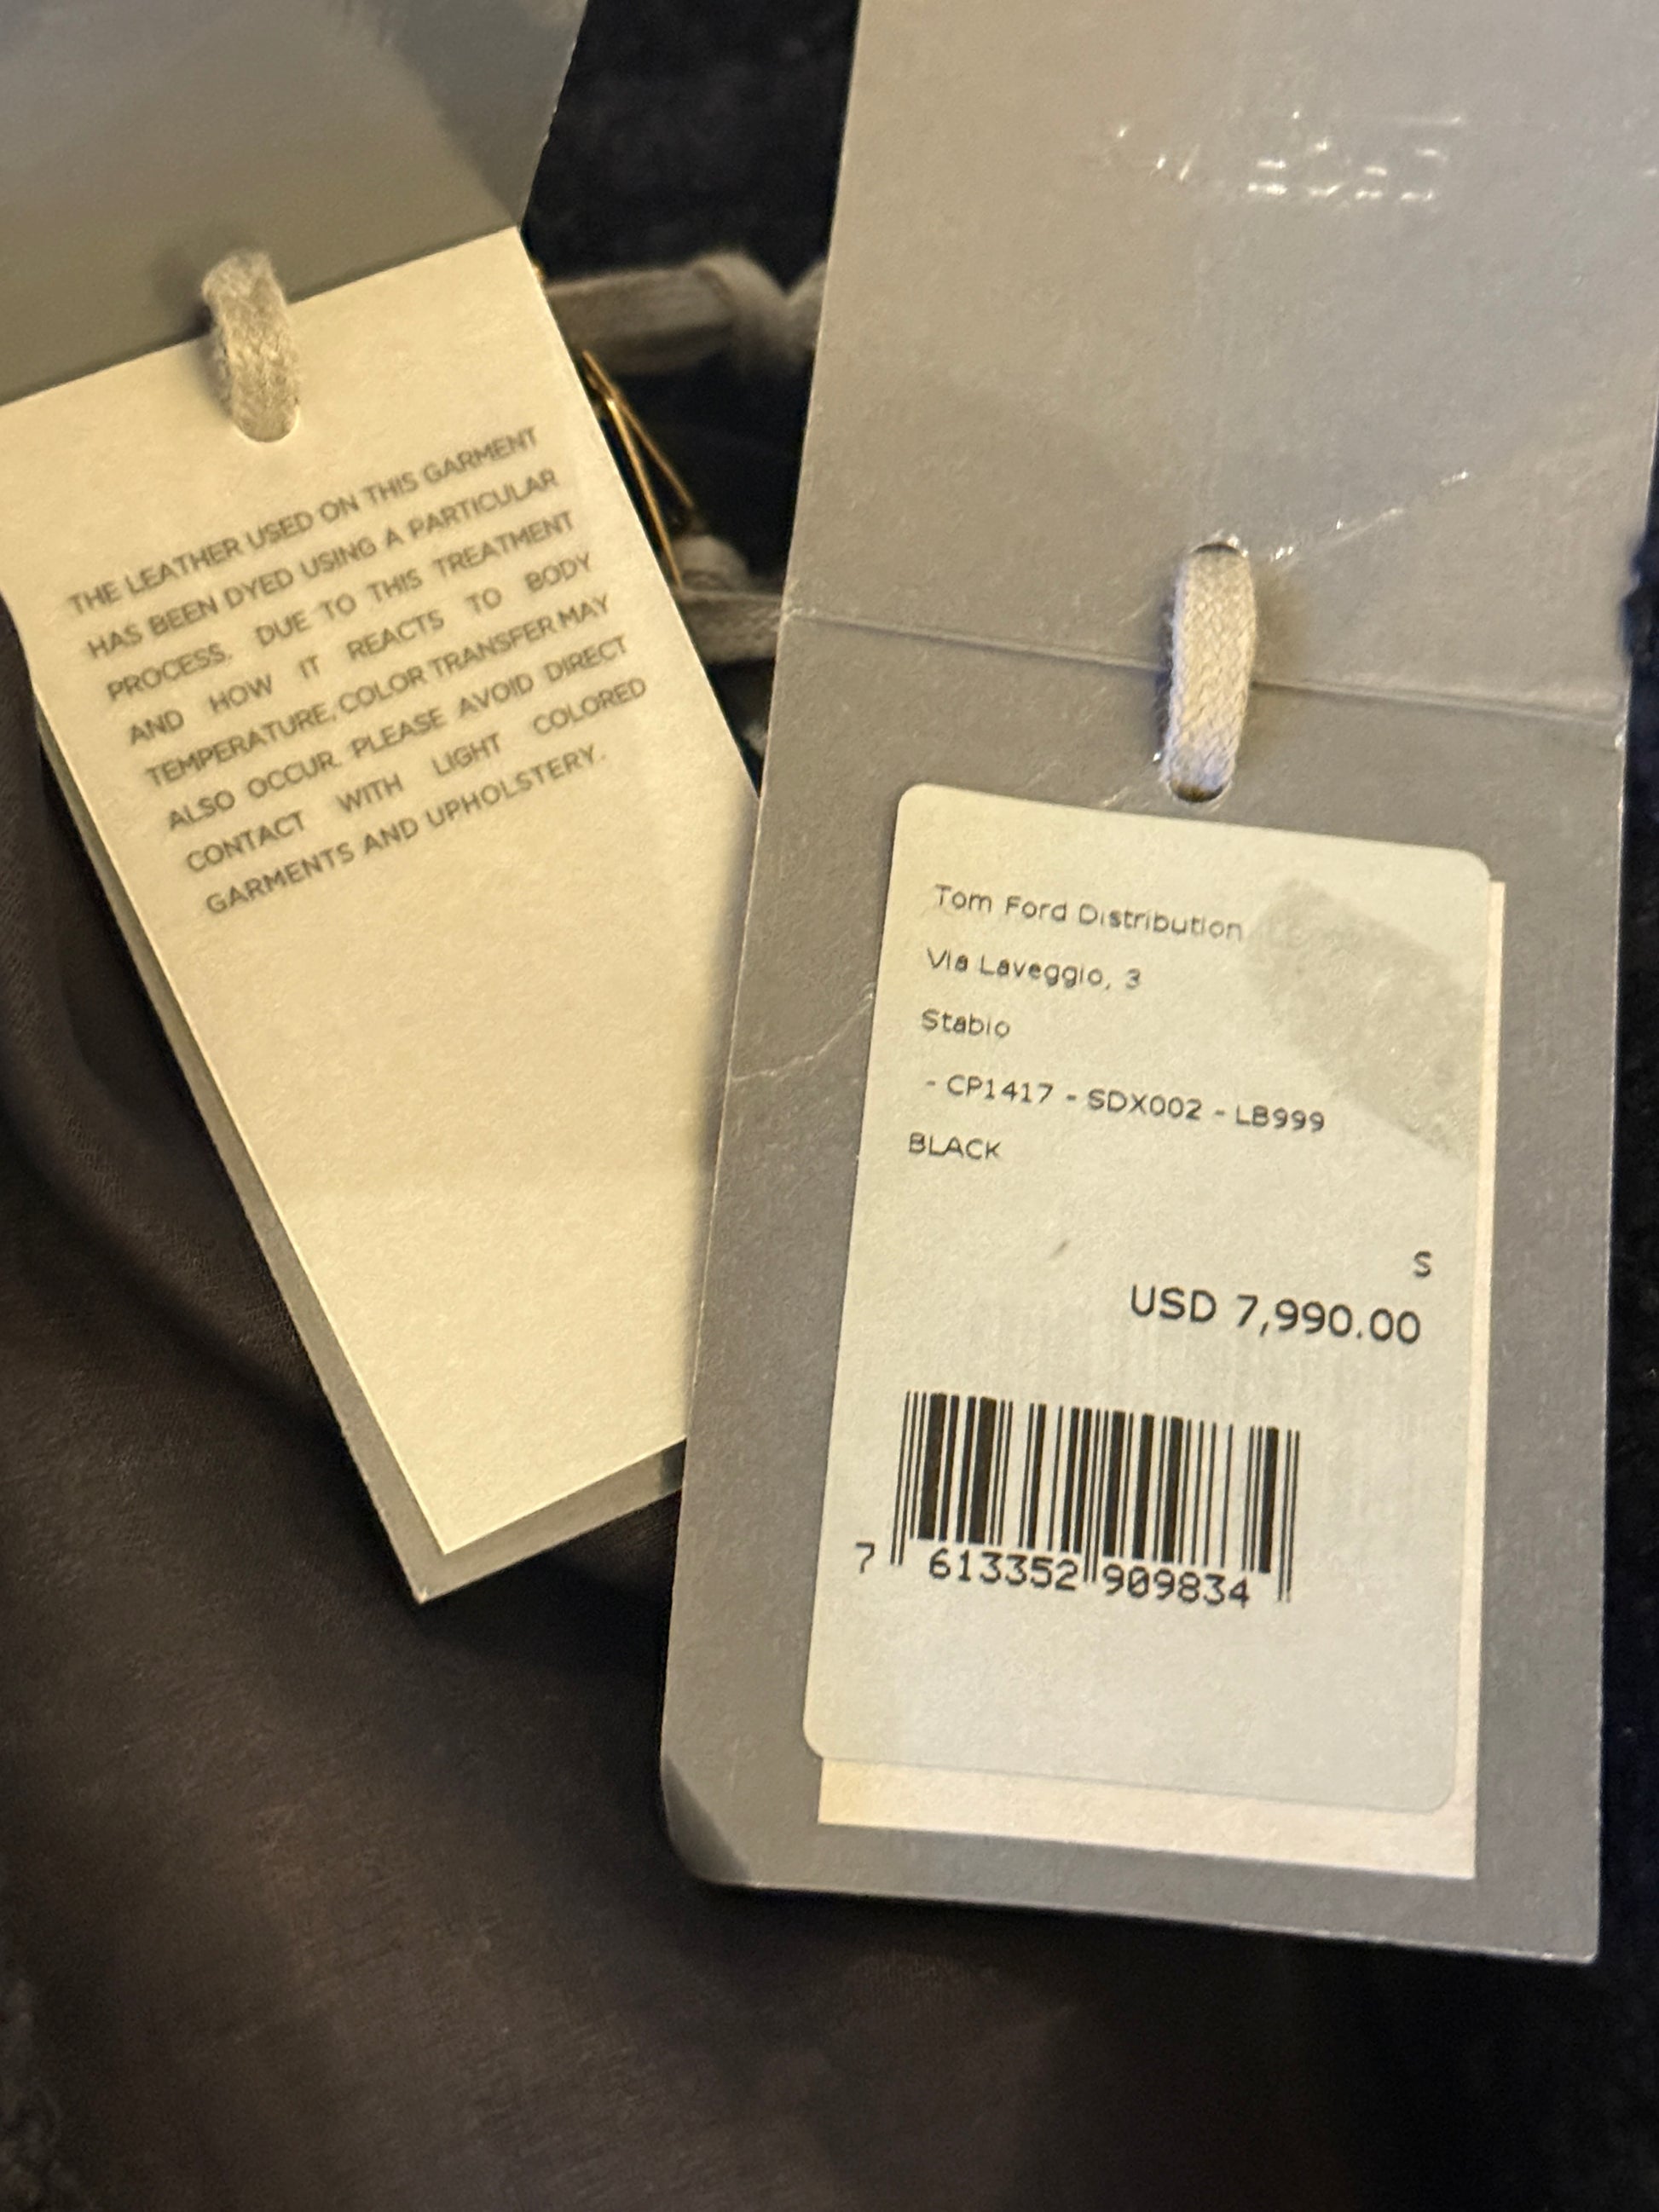 THE LEATHER USED ON THIS GARMENT
HAS BEEN DYED USING A PARTICULAR
PROCESS. DUE TO THIS TREATMENT
AND HOW IT REACTS TO BODY
TEMPERATURE, COLOR TRANSFER MAY
ALSO OCCUR. PLEASE AVOID DIRECT
CONTACT WITH LIGHT COLORED
GARMENTS AND UPHOLSTERY.
Tom Ford Distribution
Via Laveggio, 3
Stabio
- CP1417 - SDX002 - LB999
BLACK
S
USD 7,990.00
7 613352 909834